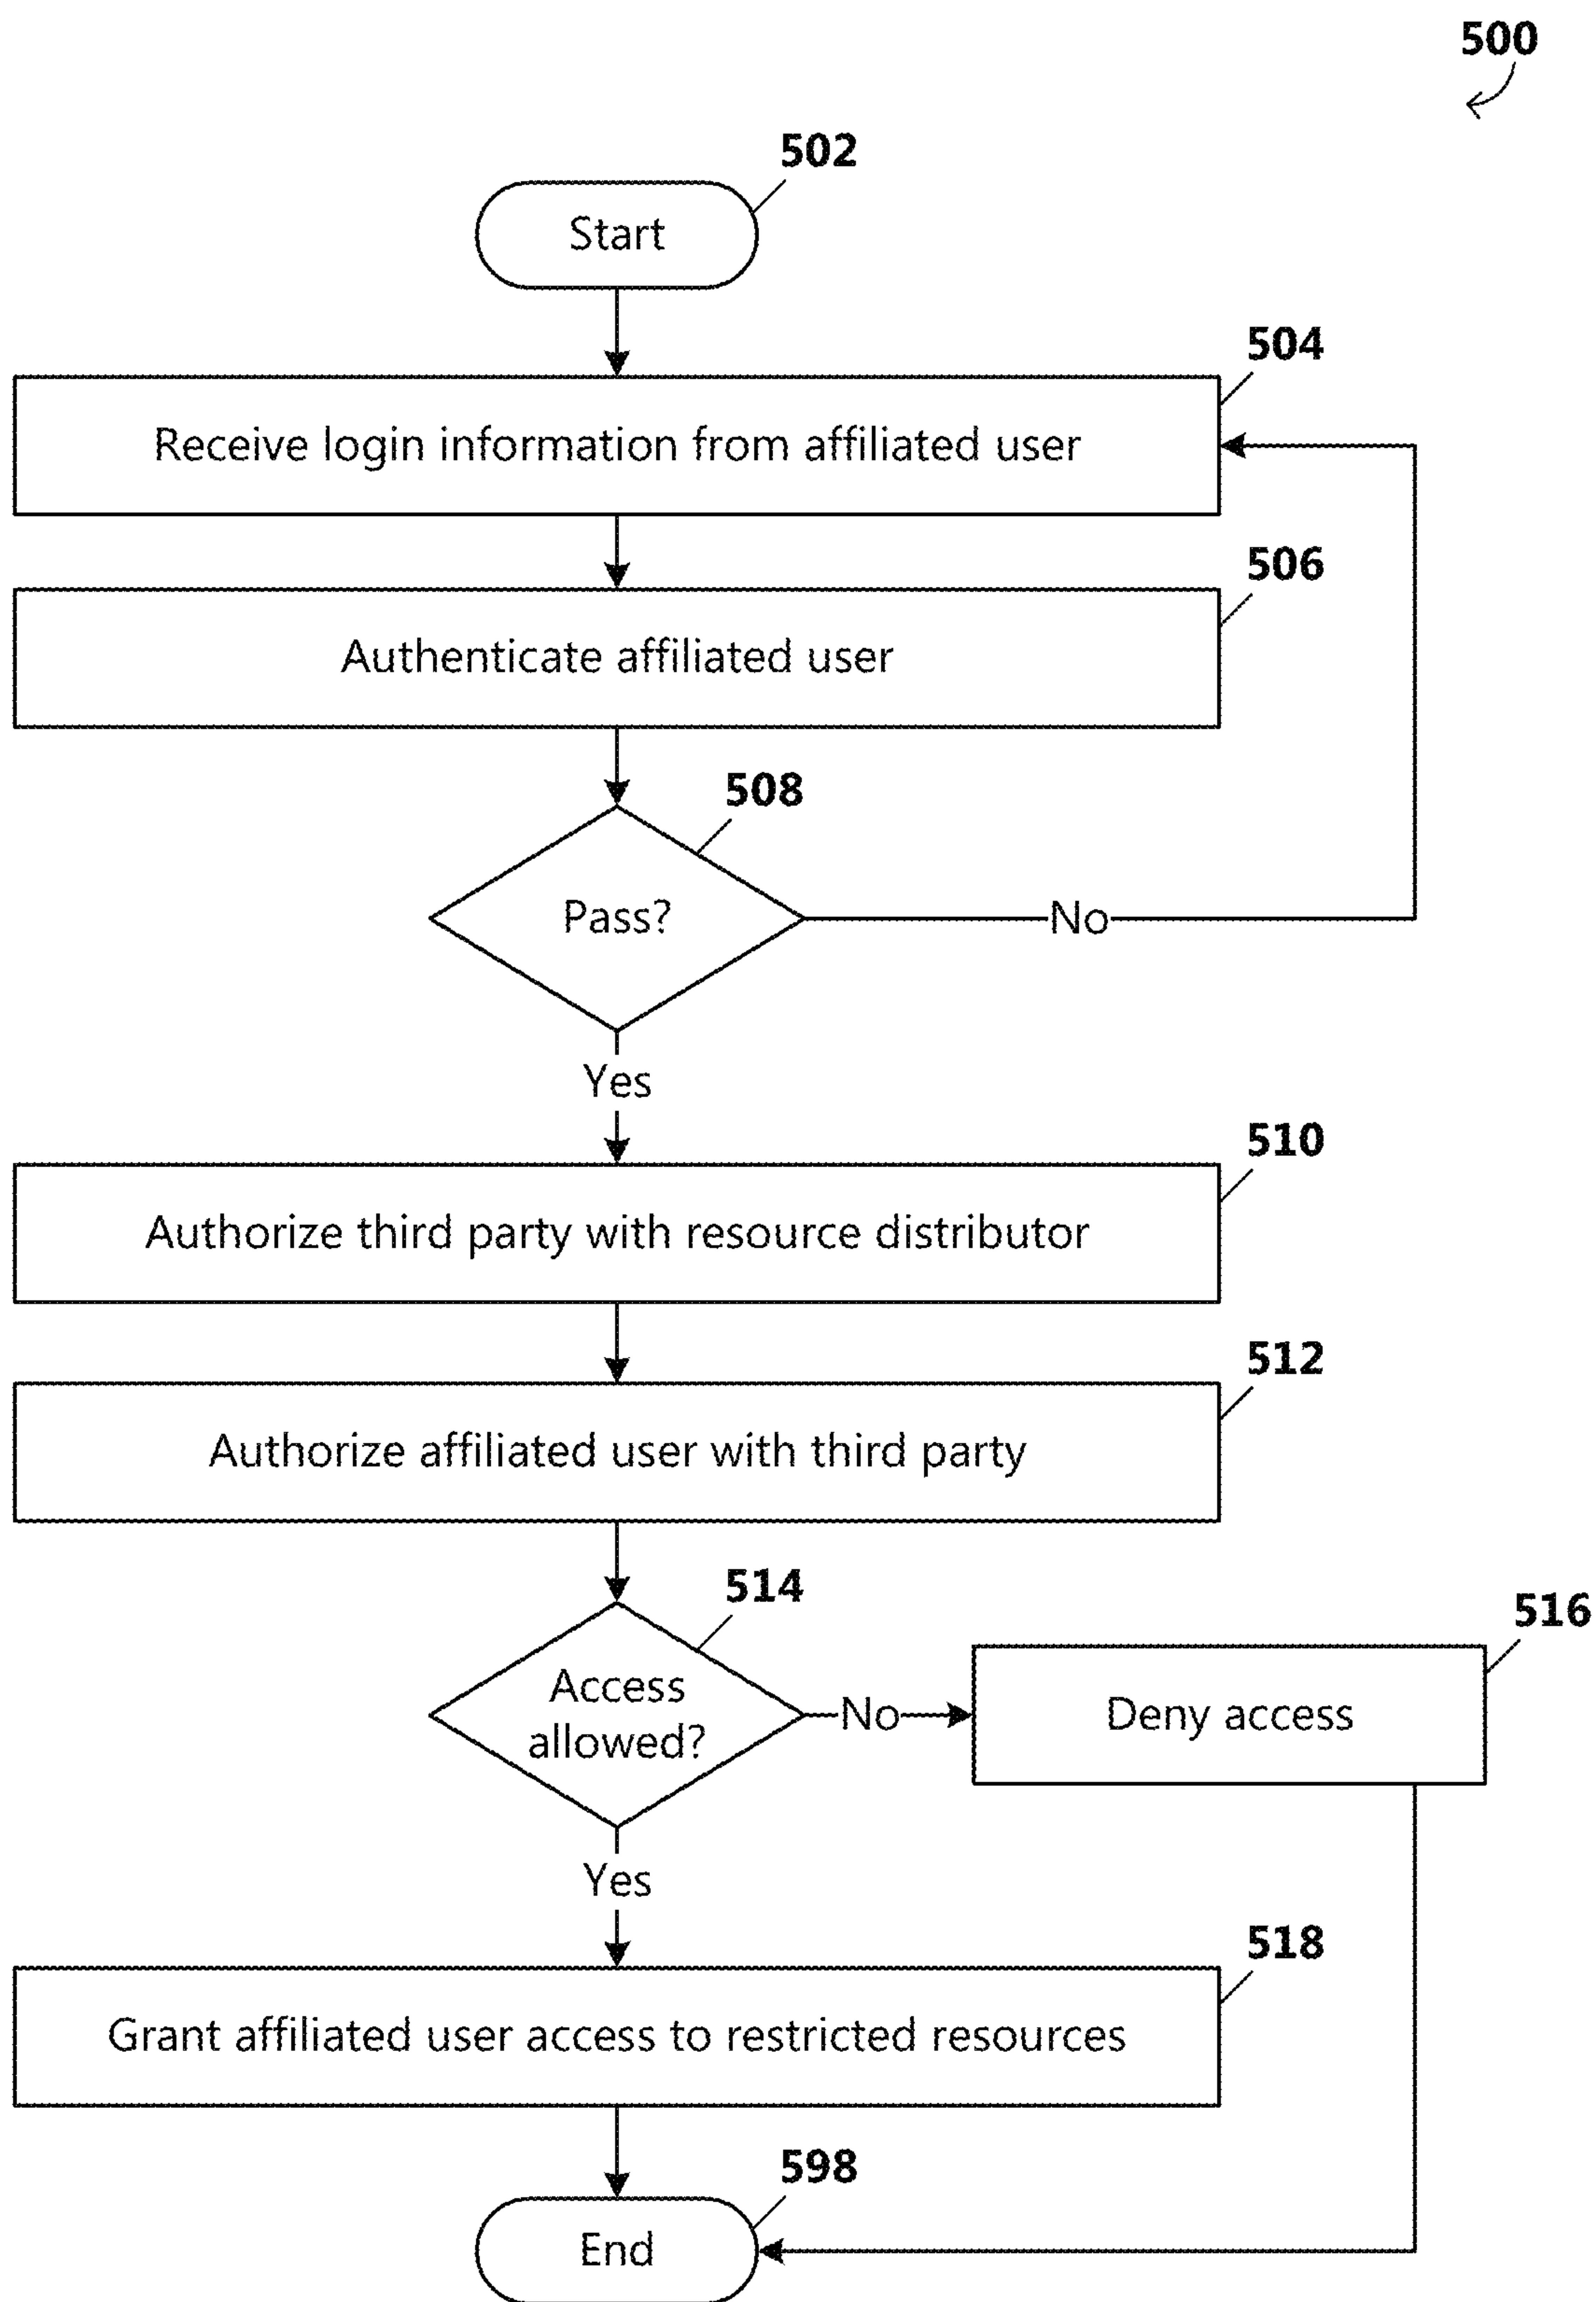 500
502
Start
504
Receive login information from affiliated user
506
Authenticate affiliated user
508
Pass?
No
Yes
510
Authorize third party with resource distributor
512
Authorize affiliated user with third party
514
516
Access
allowed?
No
Deny access
Yes
518
Grant affiliated user access to restricted resources
598
End